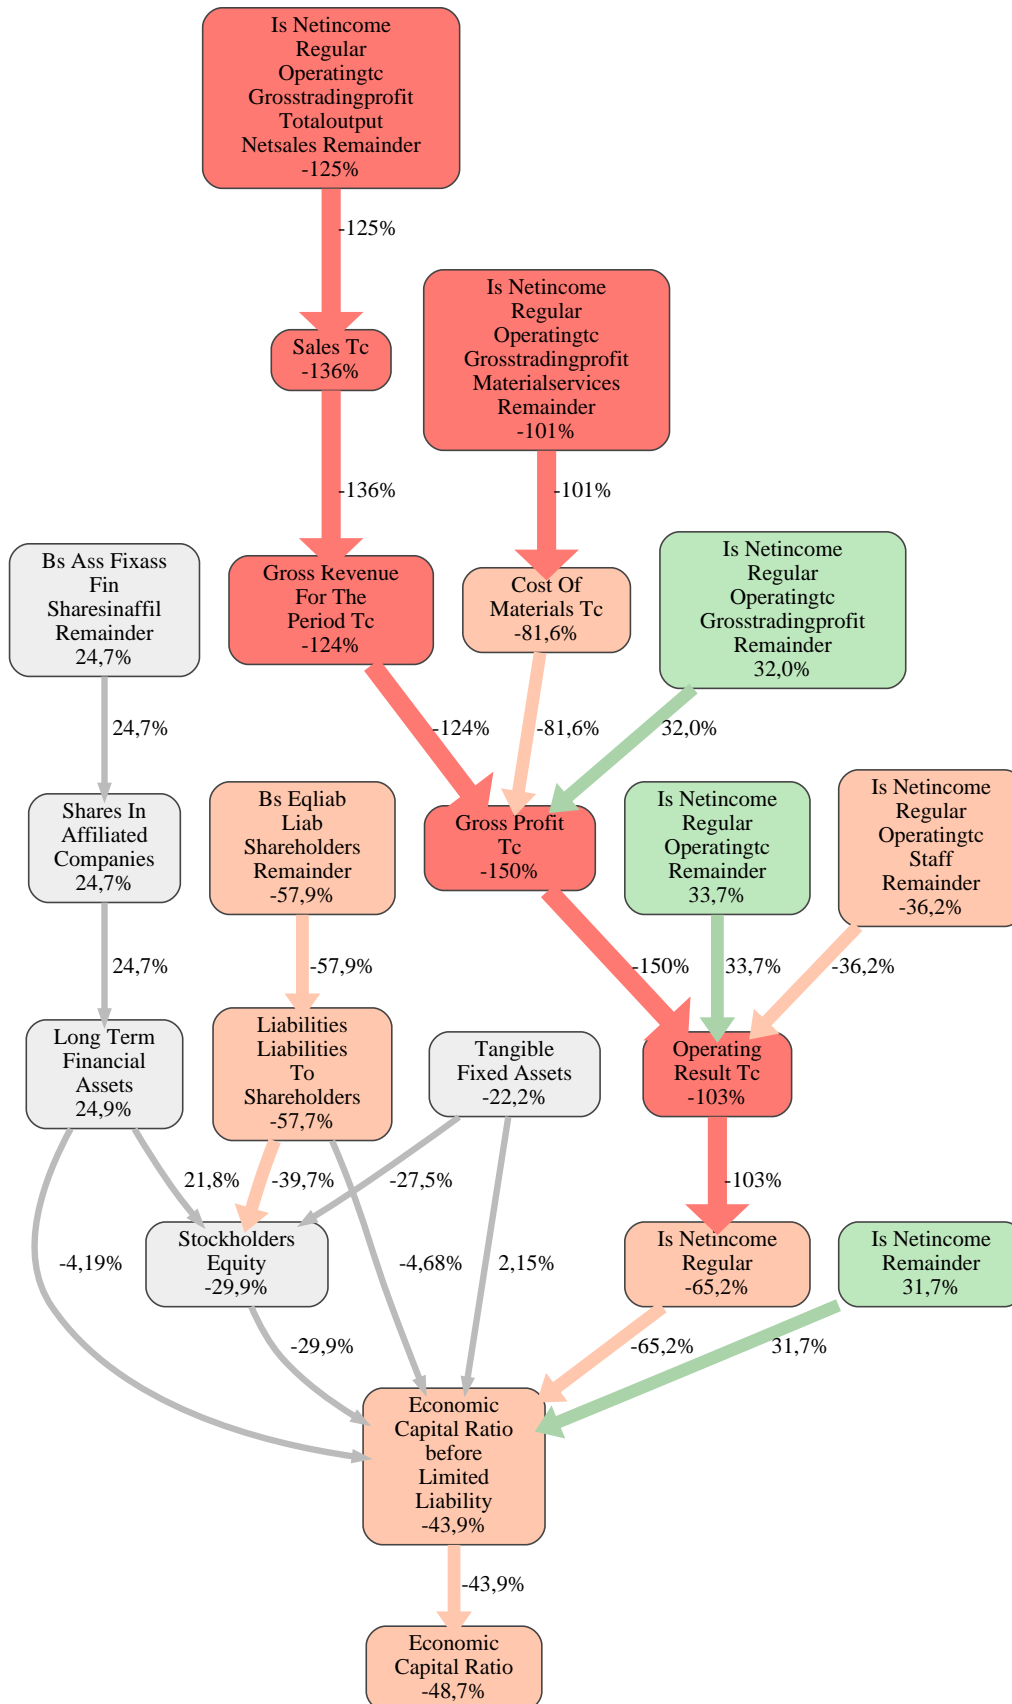 Is Netincome
Regular
Operatingtc
Grosstradingprofit
Totaloutput
Netsales Remainder
-125%
-125%
Is Netincome
Regular
Operatingtc
Grosstradingprofit
Materialservices
Remainder
-101%
Sales Tc
-136%
-136%
-101%
Bs Ass Fixass
Fin
Sharesinaffil
Remainder
24,7%
Gross Revenue
For The
Period Tc
-124%
Cost Of
Materials Tc
-81,6%
Is Netincome
Regular
Operatingtc
Grosstradingprofit
Remainder
32,0%
24,7%
-124%
-81,6%
32,0%
Shares In
Affiliated
Companies
24,7%
Bs Eqliab
Liab
Shareholders
Remainder
-57,9%
Gross Profit
Tc
-150%
Is Netincome
Regular
Operatingtc
Remainder
33,7%
Is Netincome
Regular
Operatingtc
Staff
Remainder
-36,2%
24,7%
-57,9%
-150%
33,7%
-36,2%
Long Term
Financial
Assets
24,9%
Liabilities
Liabilities
To
Shareholders
-57,7%
Tangible
Fixed Assets
-22,2%
Operating
Result Tc
-103%
21,8%
-39,7%
-27,5%
-103%
Stockholders
Equity
-29,9%
Is Netincome
Regular
-65,2%
Is Netincome
Remainder
31,7%
-4,19%
-4,68%
2,15%
-29,9%
-65,2%
31,7%
Economic
Capital Ratio
before
Limited
Liability
-43,9%
-43,9%
Economic
Capital Ratio
-48,7%